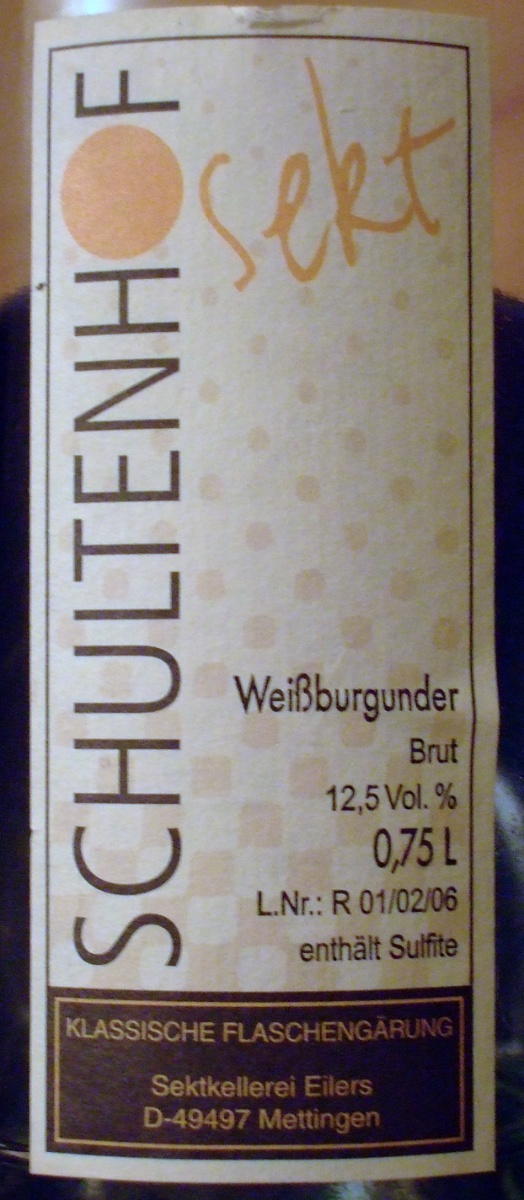 SCHULTENHOF
sekt
Weißburgunder
Brut
12,5 Vol. %
0,75 L
L.Nr.: R 01/02/06
enthält Sulfite
KLASSISCHE FLASCHENGÄRUNG
Sektkellerei Eilers
D-49497 Mettingen